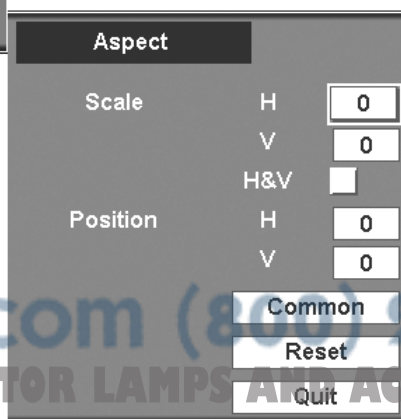 Aspect
Scale H 0
V 0
H&V
Position H 0
V 0
Common
com (800)
Reset
TOR LAMPS AND AC
Quit